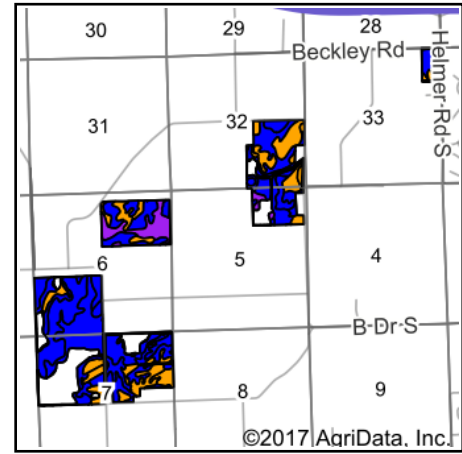 30 29 28
Beckley Rd
Helmer-Rd-S
31 32 33
6 5 4
B Dr S
7 8 9
©2017 AgriData, Inc.